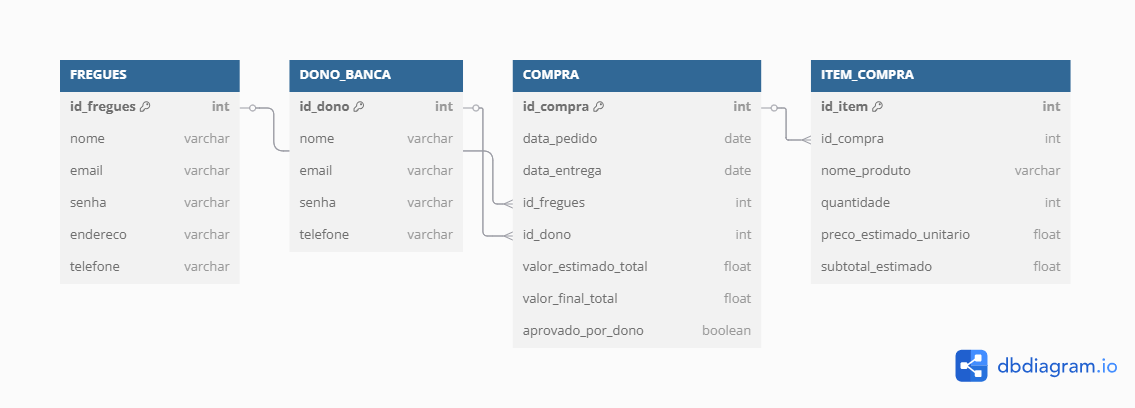 FREGUES
id_fregues int
nome varchar
email varchar
senha varchar
endereco varchar
telefone varchar
DONO_BANCA
id_dono int
nome varchar
email varchar
senha varchar
telefone varchar
COMPRA
id_compra int
data_pedido date
data_entrega date
id_fregues int
id_dono int
valor_estimado_total float
valor_final_total float
aprovado_por_dono boolean
ITEM_COMPRA
id_item int
id_compra int
nome_produto varchar
quantidade int
preco_estimado_unitario float
subtotal_estimado float
dbdiagram.io